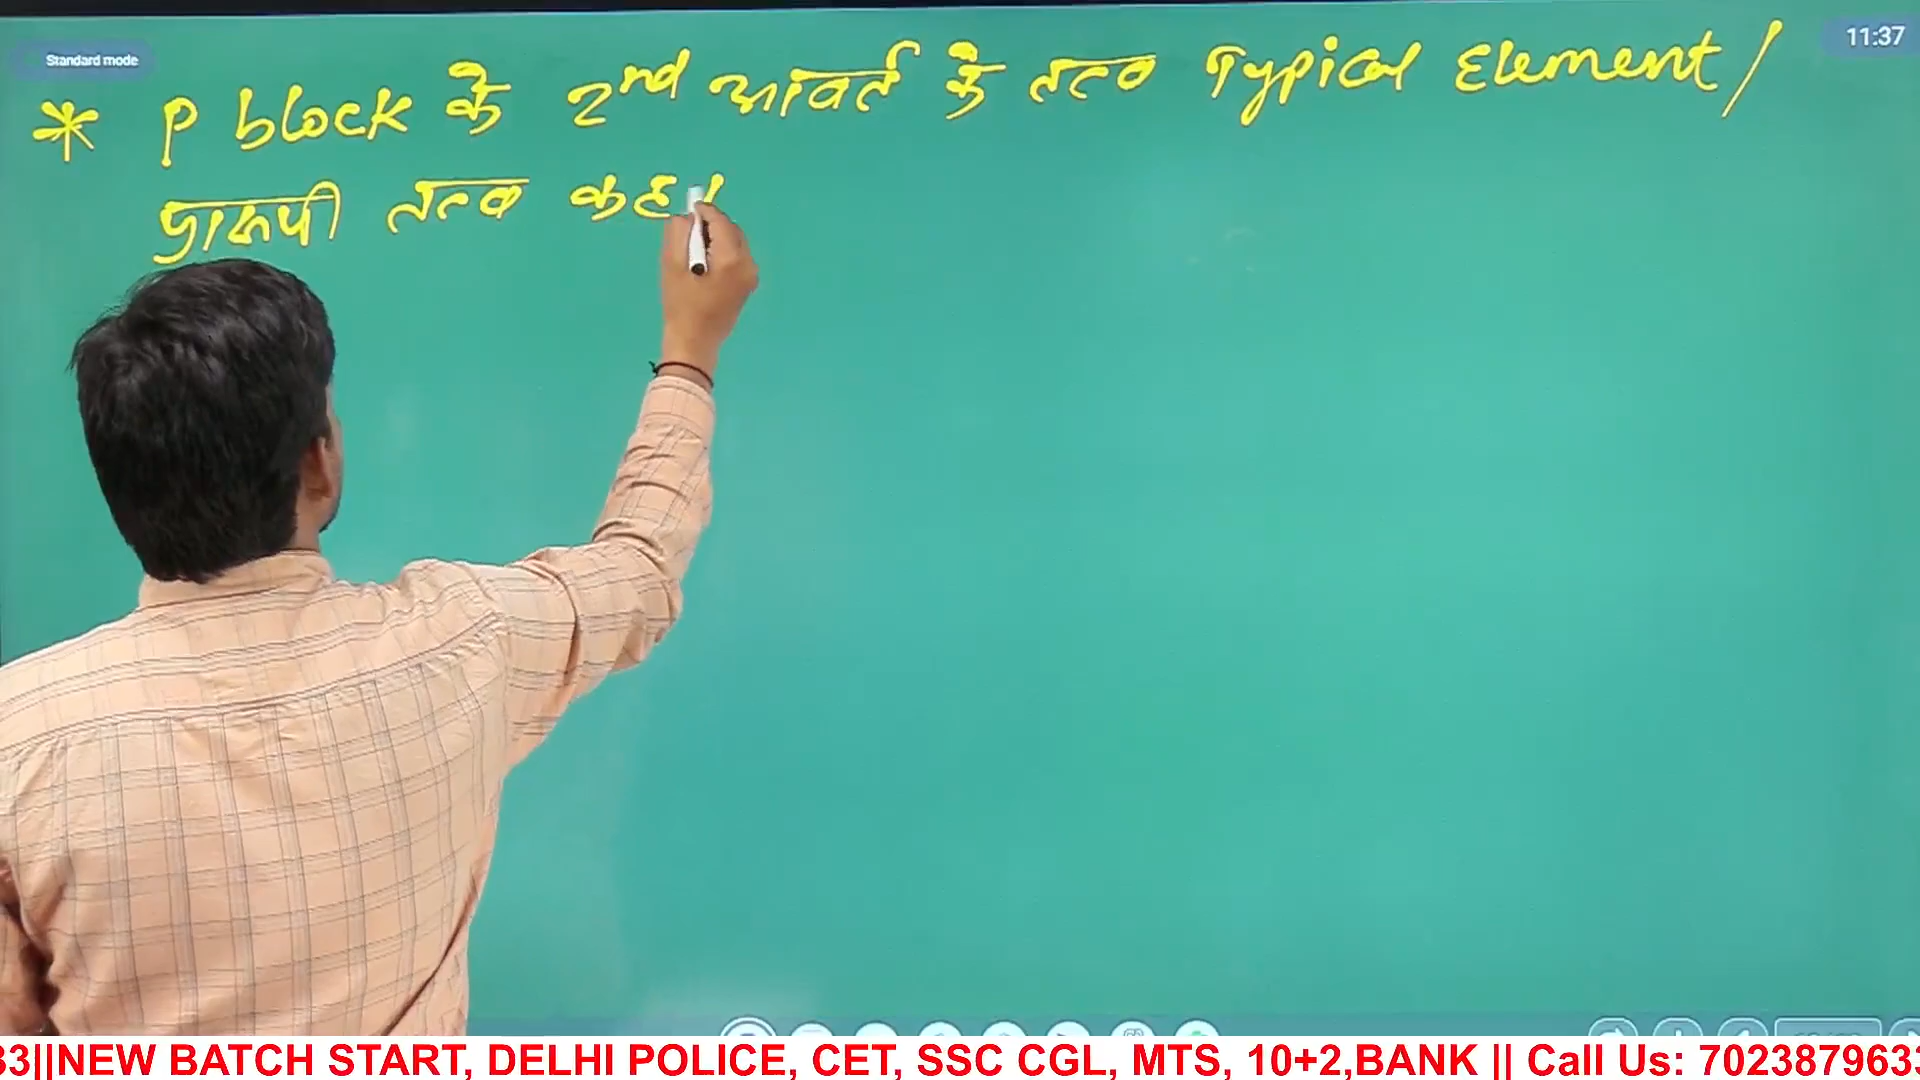 Standard mode
11:37
* P block के 2nd आवर्त के तत्व Typical Element/
प्रारूपी तत्व कहा
33||NEW BATCH START, DELHI POLICE, CET, SSC CGL, MTS, 10+2,BANK || Call Us: 702387963